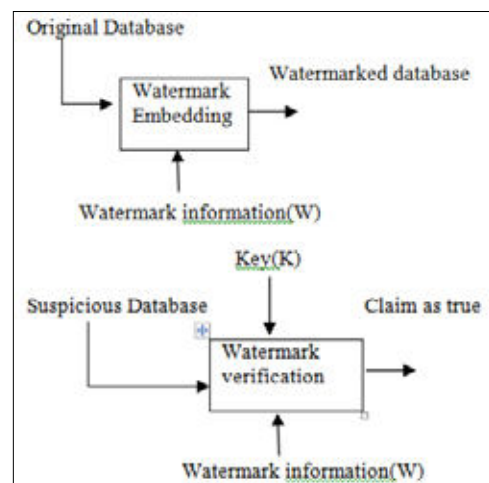 Original Database
Watermarked database
Watermark
Embedding
Watermark information(W)
Key(K)
Suspicious Database
Claim as true
Watermark
verification
Watermark information(W)